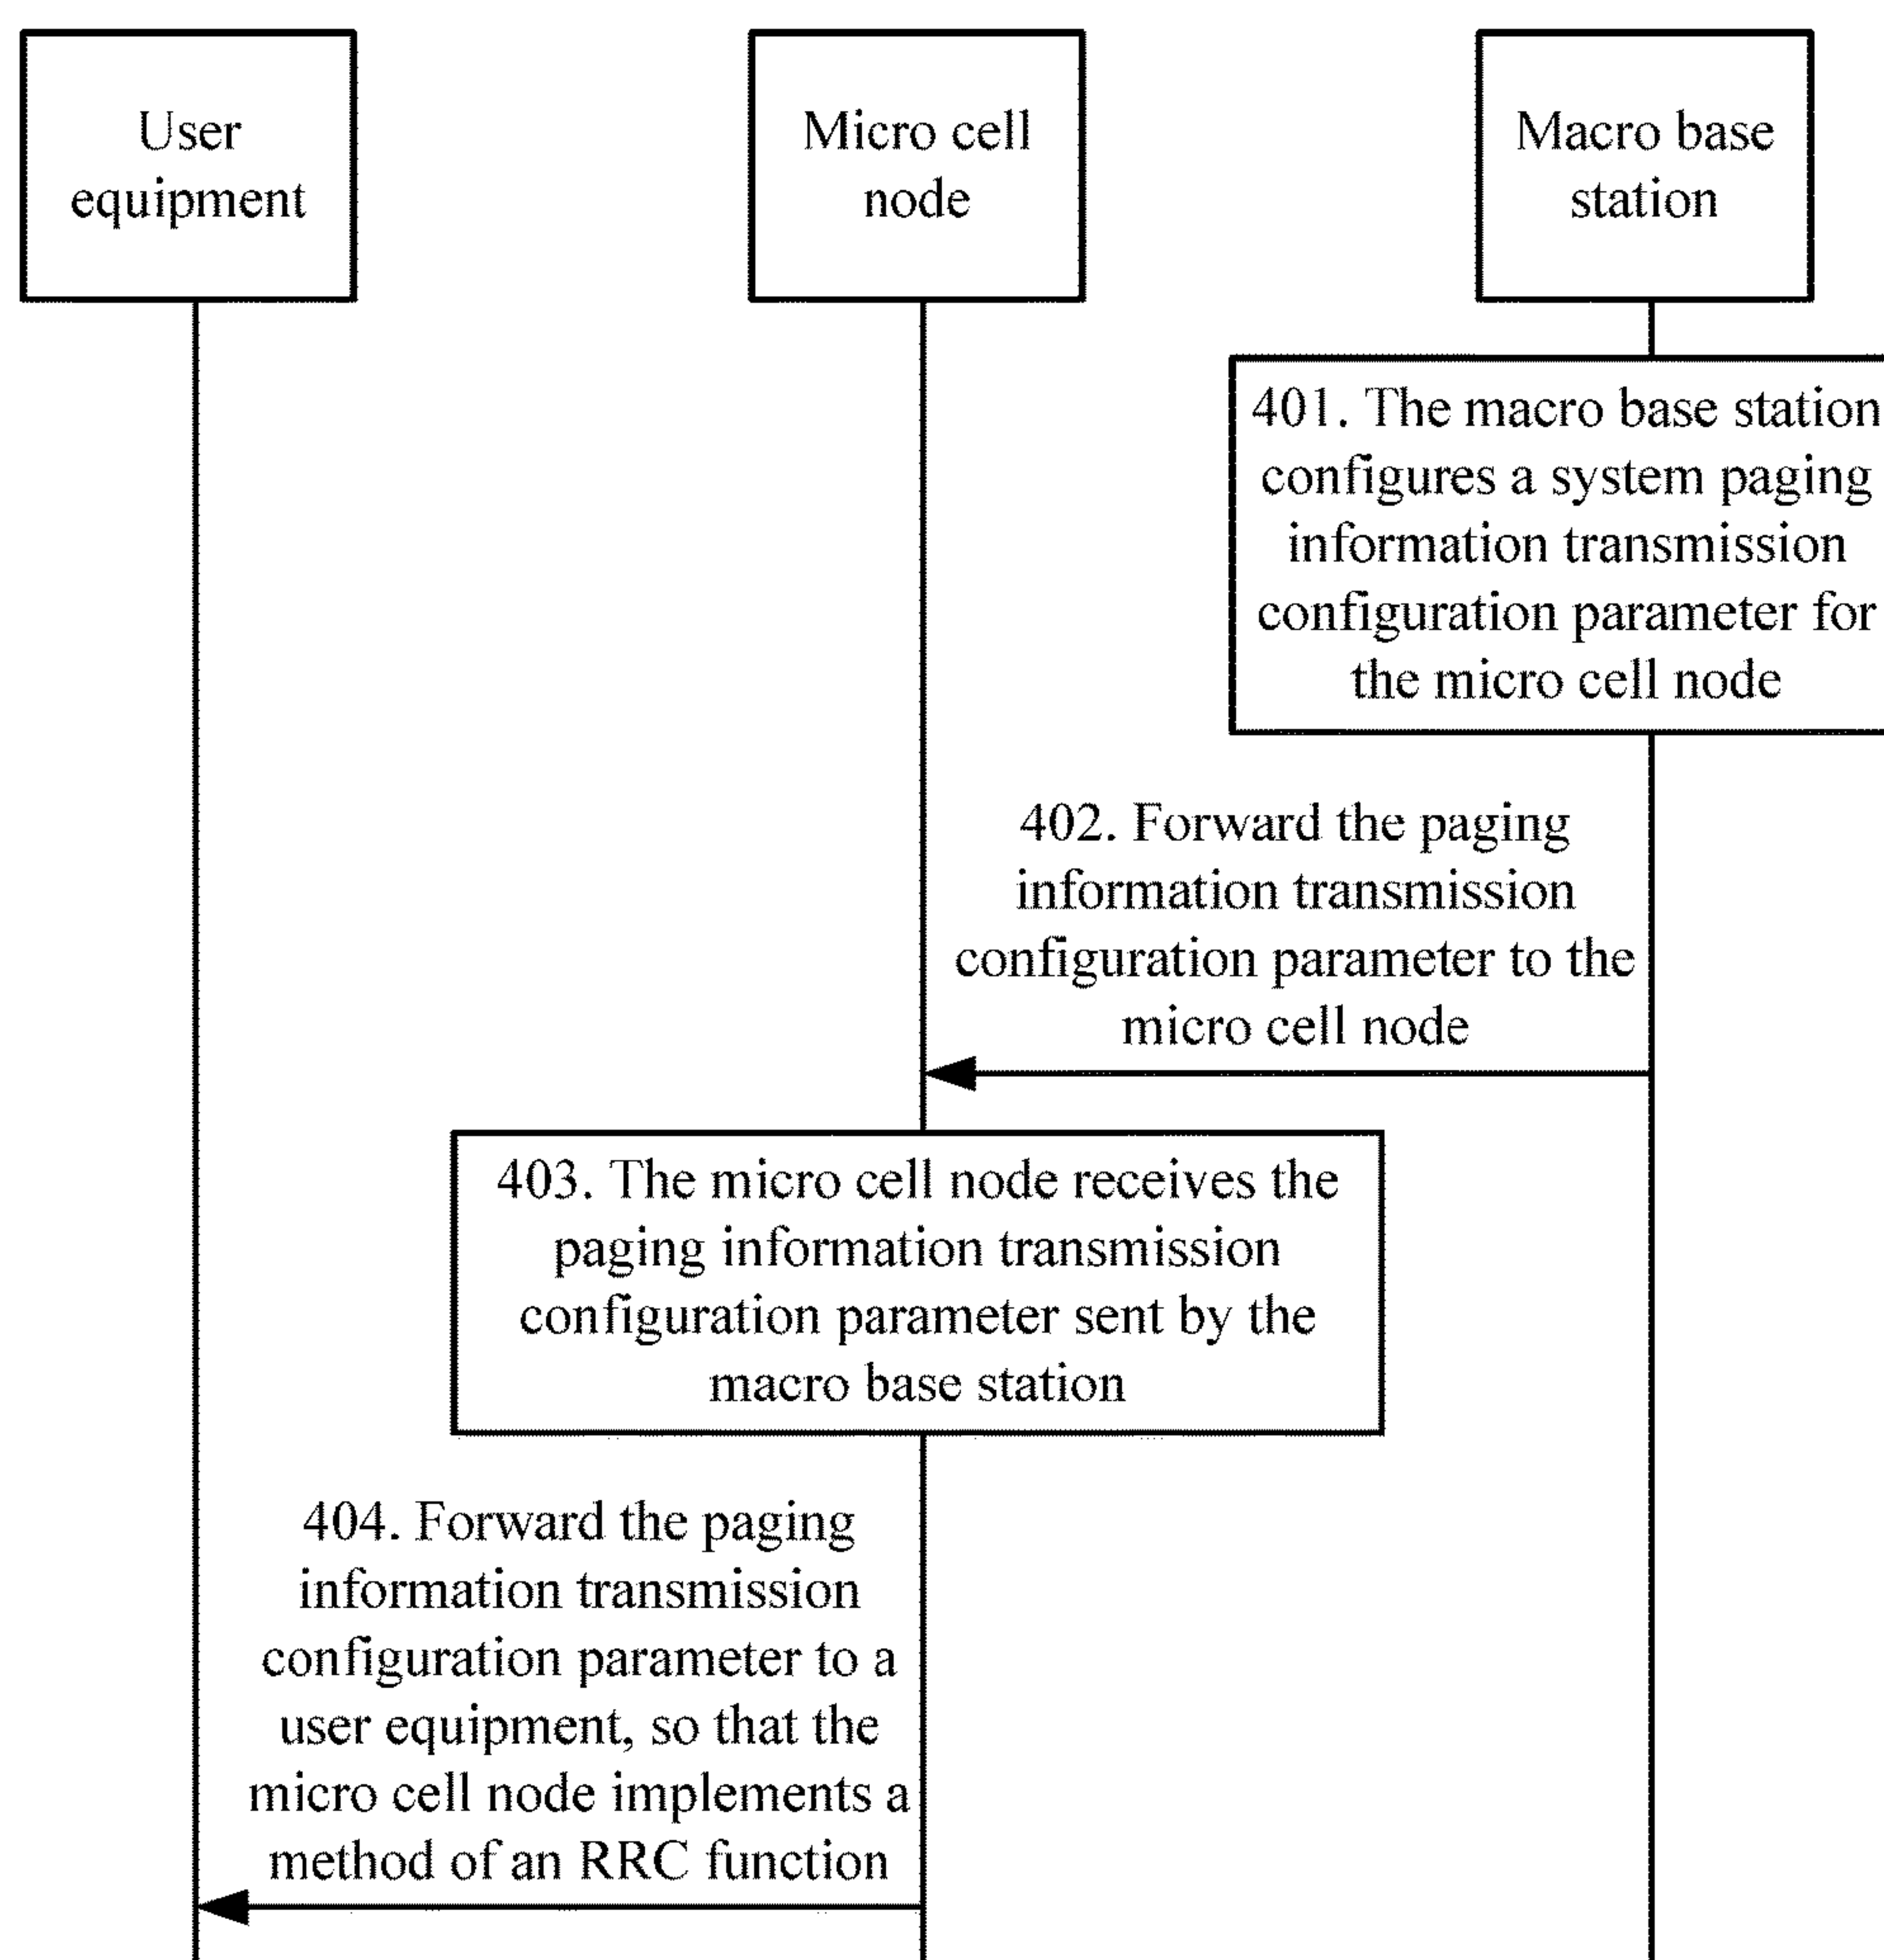 User
equipment
Micro cell
node
Macro base
station
401. The macro base station
configures a system paging
information transmission
configuration parameter for
the micro cell node
402. Forward the paging
information transmission
configuration parameter to the
micro cell node
403. The micro cell node receives the
paging information transmission
configuration parameter sent by the
macro base station
404. Forward the paging
information transmission
configuration parameter to a
user equipment, so that the
micro cell node implements a
method of an RRC function